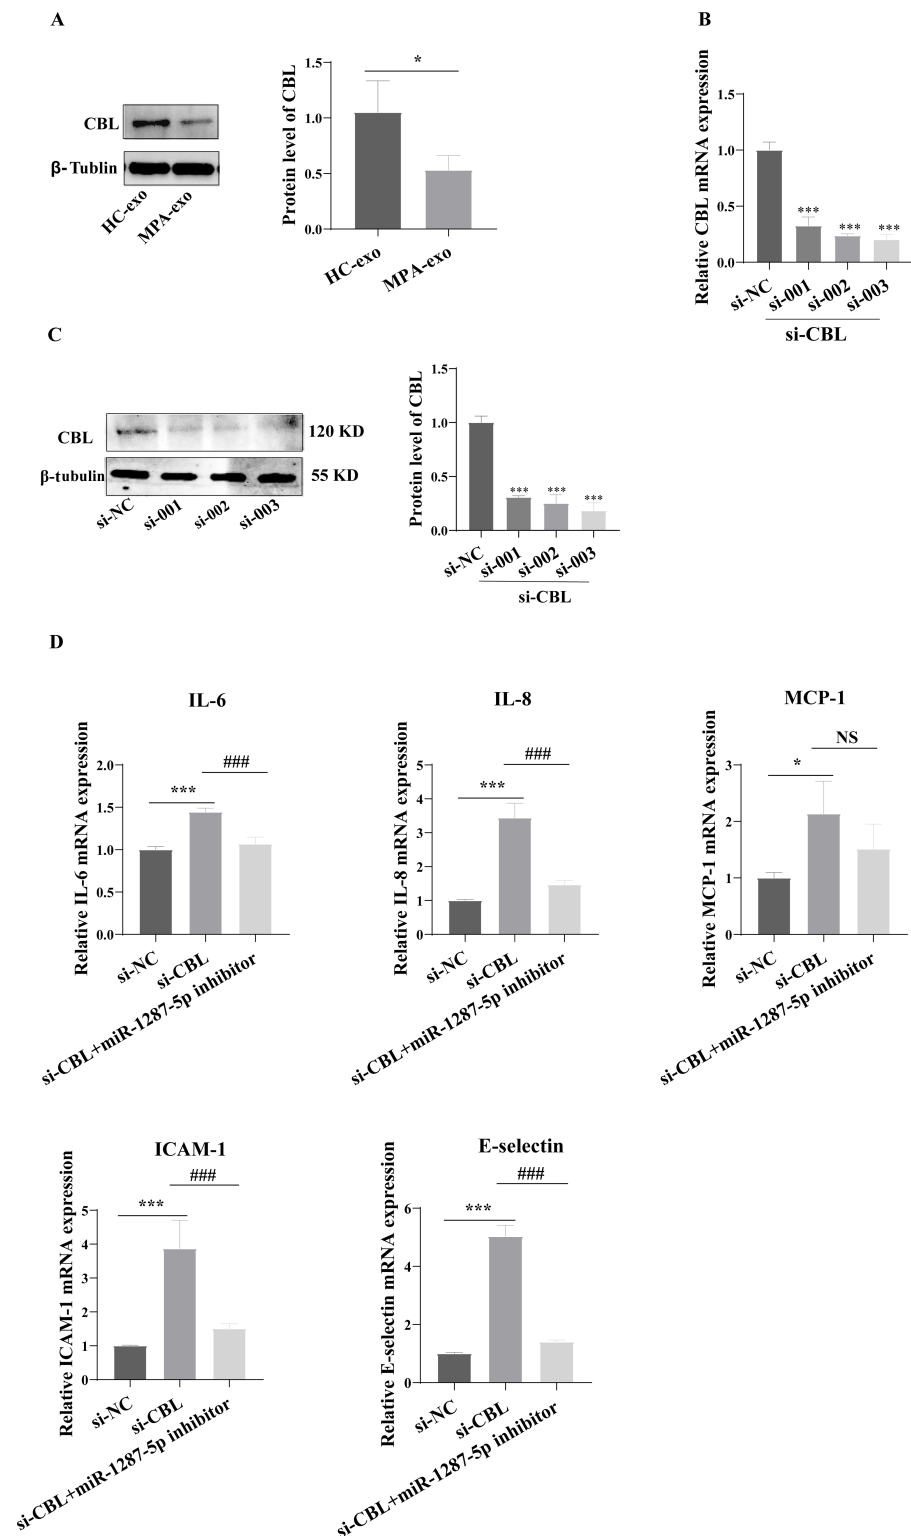 A
CBL
β- Tublin
HC-exo
MPA-exo
Protein level of CBL
1.5
1.0
0.5
0.0
*
HC-exo
MPA-exo
B
Relative CBL mRNA expression
1.5
1.0
0.5
0.0
***
***
***
si-NC
si-001
si-002
si-003
si-CBL
C
CBL
120 KD
β-tubulin
55 KD
si-NC
si-001
si-002
si-003
Protein level of CBL
1.5
1.0
0.5
0.0
***
***
***
si-NC
si-001
si-002
si-003
si-CBL
D
IL-6
Relative IL-6 mRNA expression
2.0
1.5
1.0
0.5
0.0
***
###
si-NC
si-CBL
si-CBL+miR-1287-5p inhibitor
IL-8
Relative IL-8 mRNA expression
5
4
3
2
1
0
***
###
si-NC
si-CBL
si-CBL+miR-1287-5p inhibitor
MCP-1
Relative MCP-1 mRNA expression
3
2
1
0
*
NS
si-NC
si-CBL
si-CBL+miR-1287-5p inhibitor
ICAM-1
Relative ICAM-1 mRNA expression
5
4
3
2
1
0
***
###
si-NC
si-CBL
si-CBL+miR-1287-5p inhibitor
E-selectin
Relative E-selectin mRNA expression
6
4
2
0
***
###
si-NC
si-CBL
si-CBL+miR-1287-5p inhibitor